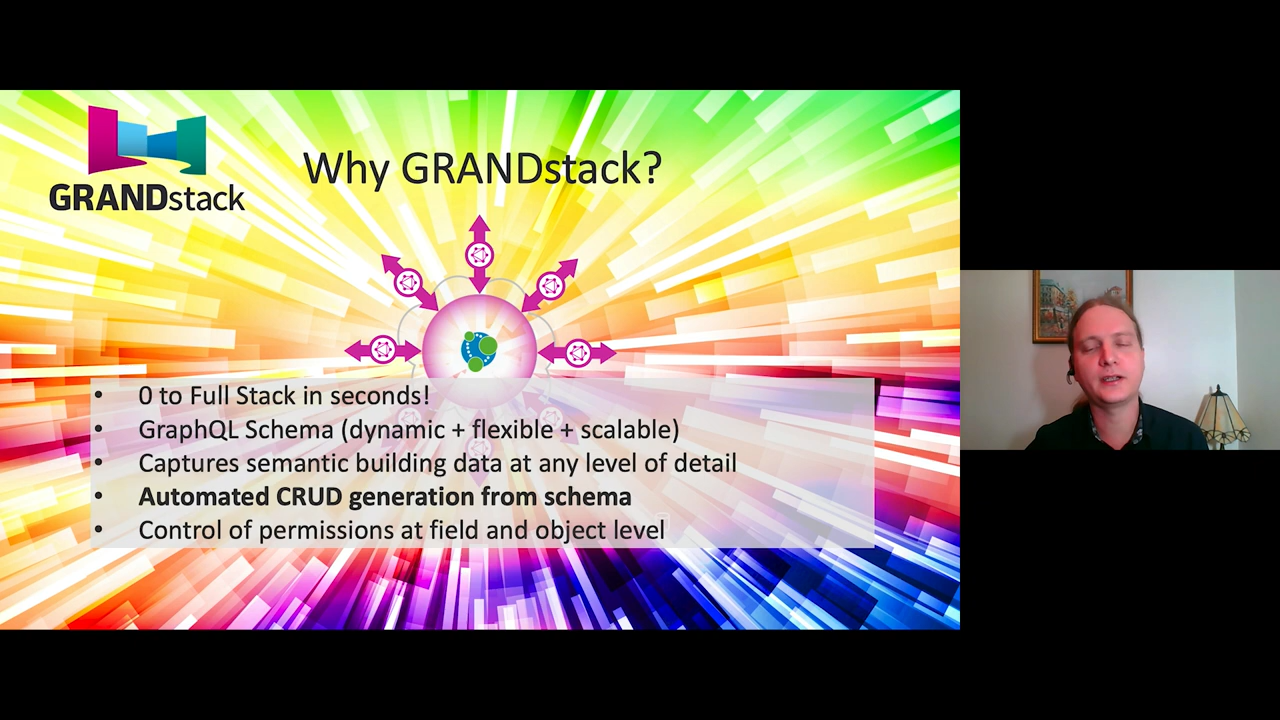 GRANDstack
Why GRANDstack?
• 0 to Full Stack in seconds!
• GraphQL Schema (dynamic + flexible + scalable)
• Captures semantic building data at any level of detail
• Automated CRUD generation from schema
• Control of permissions at field and object level